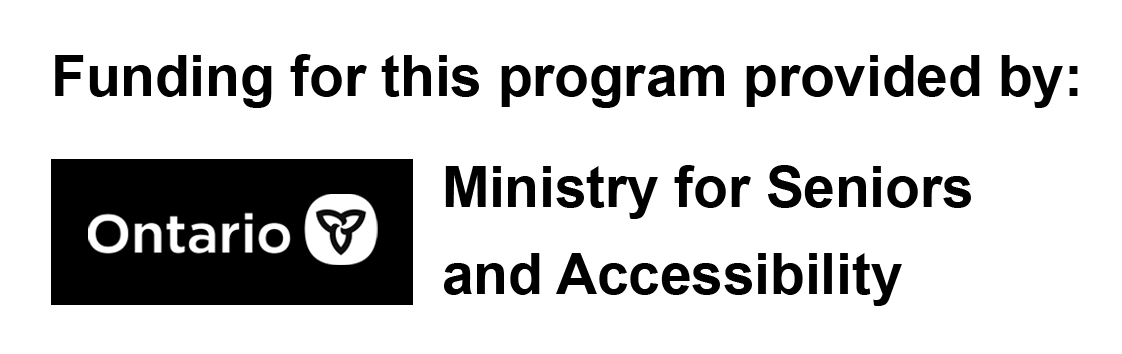 Funding for this program provided by:
Ontario
Ministry for Seniors
and Accessibility